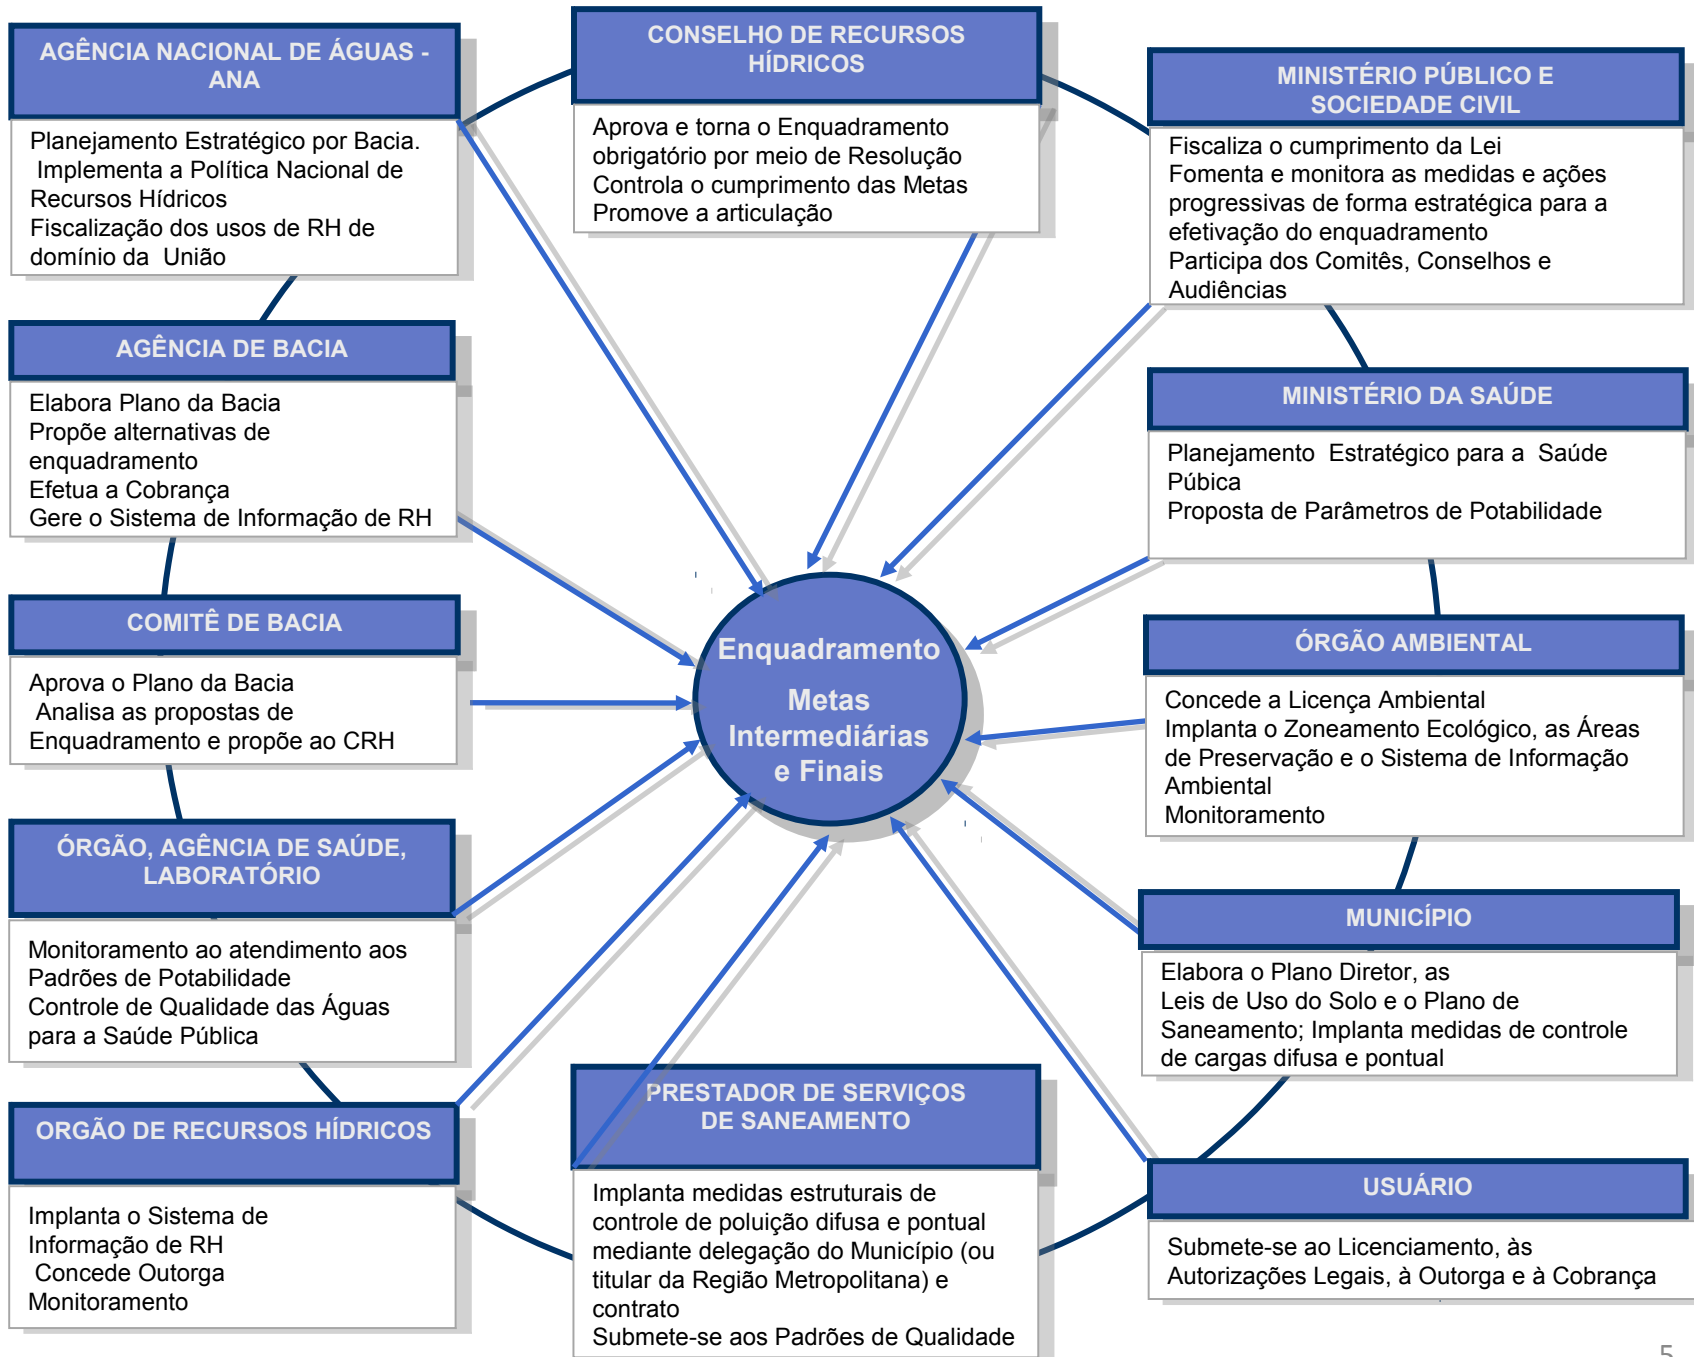 AGÊNCIA NACIONAL DE ÁGUAS -
ANA
Planejamento Estratégico por Bacia.
Implementa a Política Nacional de
Recursos Hídricos
Fiscalização dos usos de RH de
domínio da União
CONSELHO DE RECURSOS
HÍDRICOS
Aprova e torna o Enquadramento
obrigatório por meio de Resolução
Controla o cumprimento das Metas
Promove a articulação
MINISTÉRIO PÚBLICO E
SOCIEDADE CIVIL
Fiscaliza o cumprimento da Lei
Fomenta e monitora as medidas e ações
progressivas de forma estratégica para a
efetivação do enquadramento
Participa dos Comitês, Conselhos e
Audiências
AGÊNCIA DE BACIA
Elabora Plano da Bacia
Propõe alternativas de
enquadramento
Efetua a Cobrança
Gere o Sistema de Informação de RH
MINISTÉRIO DA SAÚDE
Planejamento Estratégico para a Saúde
Púbica
Proposta de Parâmetros de Potabilidade
COMITÊ DE BACIA
Aprova o Plano da Bacia
Analisa as propostas de
Enquadramento e propõe ao CRH
Enquadramento
Metas
Intermediárias
e Finais
ÓRGÃO AMBIENTAL
Concede a Licença Ambiental
Implanta o Zoneamento Ecológico, as Áreas
de Preservação e o Sistema de Informação
Ambiental
Monitoramento
ÓRGÃO, AGÊNCIA DE SAÚDE,
LABORATÓRIO
Monitoramento ao atendimento aos
Padrões de Potabilidade
Controle de Qualidade das Águas
para a Saúde Pública
MUNICÍPIO
Elabora o Plano Diretor, as
Leis de Uso do Solo e o Plano de
Saneamento; Implanta medidas de controle
de cargas difusa e pontual
ORGÃO DE RECURSOS HÍDRICOS
Implanta o Sistema de
Informação de RH
Concede Outorga
Monitoramento
PRESTADOR DE SERVIÇOS
DE SANEAMENTO
Implanta medidas estruturais de
controle de poluição difusa e pontual
mediante delegação do Município (ou
titular da Região Metropolitana) e
contrato
Submete-se aos Padrões de Qualidade
USUÁRIO
Submete-se ao Licenciamento, às
Autorizações Legais, à Outorga e à Cobrança
5